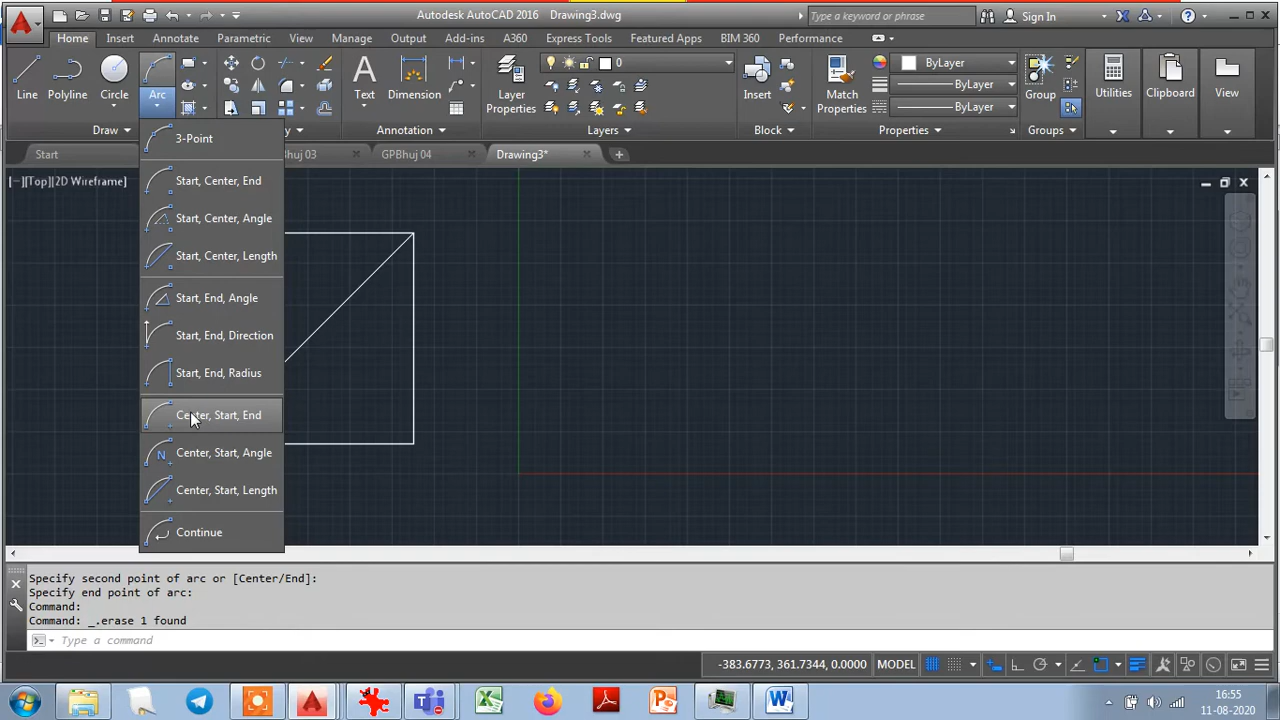 Autodesk AutoCAD 2016 Drawing3.dwg
Type a keyword or phrase
Sign In
Home Insert Annotate Parametric View Manage Output Add-ins A360 Express Tools Featured Apps BIM 360 Performance
Line Polyline Circle Arc
Text Dimension
Layer Properties
0
Insert
Match Properties
ByLayer
ByLayer
ByLayer
Group
Utilities
Clipboard
View
Draw
Annotation
Layers
Block
Properties
Groups
Start
Bhuj 03
GPBhuj 04
Drawing3*
[−][Top][2D Wireframe]
3-Point
Start, Center, End
Start, Center, Angle
Start, Center, Length
Start, End, Angle
Start, End, Direction
Start, End, Radius
Center, Start, End
Center, Start, Angle
Center, Start, Length
Continue
Specify second point of arc or [Center/End]:
Specify end point of arc:
Command:
Command: _.erase 1 found
Type a command
-383.6773, 361.7344, 0.0000 MODEL
16:55
11-08-2020